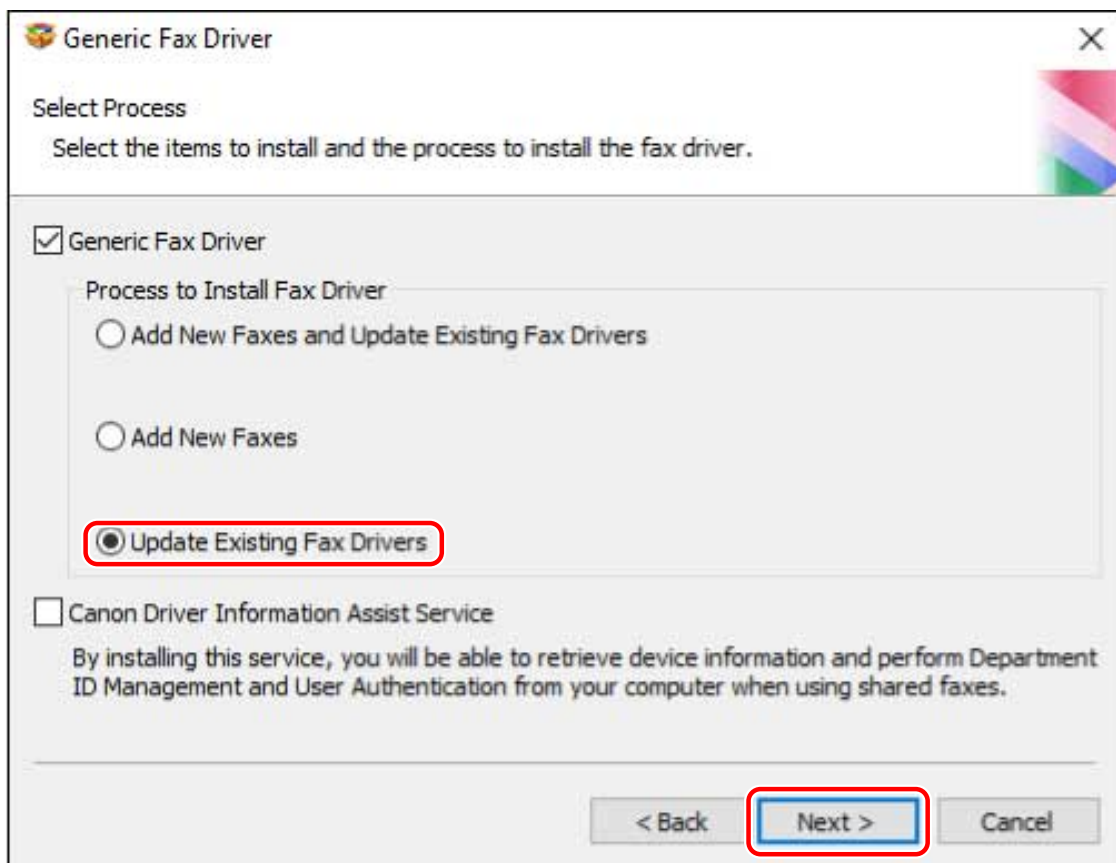 Generic Fax Driver
Select Process
Select the items to install and the process to install the fax driver.
Generic Fax Driver
Process to Install Fax Driver
Add New Faxes and Update Existing Fax Drivers
Add New Faxes
Update Existing Fax Drivers
Canon Driver Information Assist Service
By installing this service, you will be able to retrieve device information and perform Department
ID Management and User Authentication from your computer when using shared faxes.
< Back Next > Cancel